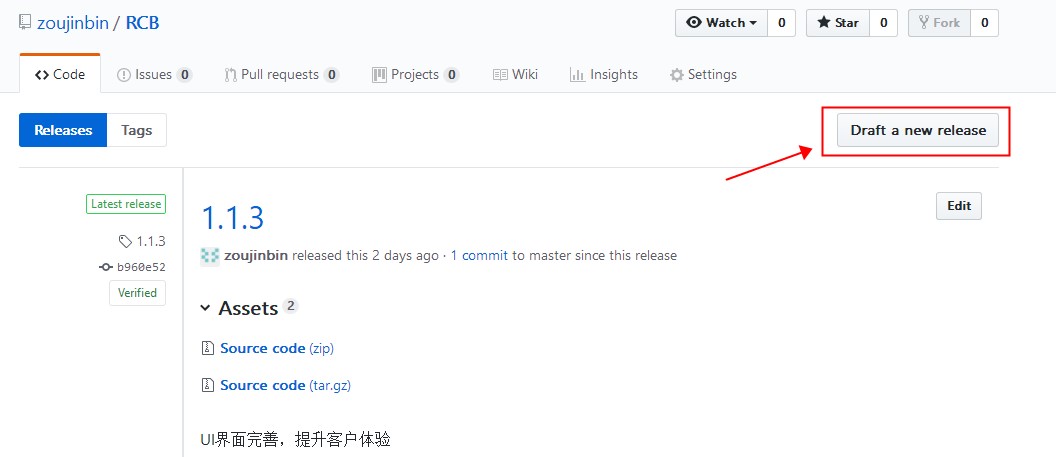 zoujinbin / RCB
Watch 0 Star 0 Fork 0
Code Issues 0 Pull requests 0 Projects 0 Wiki Insights Settings
Releases Tags Draft a new release
Latest release
1.1.3
b960e52
Verified
1.1.3
Edit
zoujinbin released this 2 days ago · 1 commit to master since this release
Assets 2
Source code (zip)
Source code (tar.gz)
UI界面完善，提升客户体验